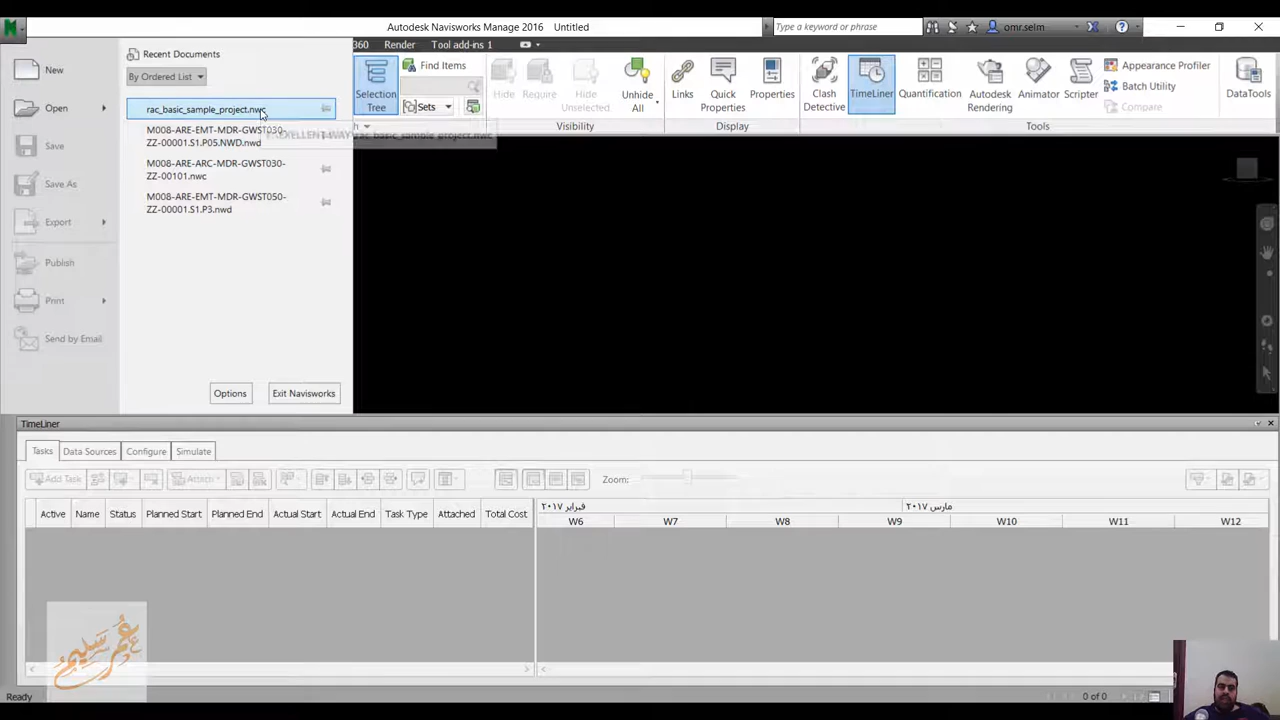 Autodesk Navisworks Manage 2016 Untitled
Type a keyword or phrase
omr.selm
Recent Documents
By Ordered List
New
Open
Save
Save As
Export
Publish
Print
Send by Email
rac_basic_sample_project.nwc
M008-ARE-EMT-MDR-GWST030-
ZZ-00001.S1.P05.NWD.nwd
M008-ARE-ARC-MDR-GWST030-
ZZ-00101.nwc
M008-ARE-EMT-MDR-GWST050-
ZZ-00001.S1.P3.nwd
Options
Exit Navisworks
360 Render Tool add-ins 1
Selection
Tree
Find Items
Sets
Hide
Require
Hide
Unselected
Unhide
All
Visibility
Links
Quick
Properties
Properties
Display
Clash
Detective
TimeLiner
Quantification
Autodesk
Rendering
Animator
Scripter
Appearance Profiler
Batch Utility
Compare
Tools
DataTools
TimeLiner
Tasks Data Sources Configure Simulate
Add Task
Attach
Zoom:
Active Name Status Planned Start Planned End Actual Start Actual End Task Type Attached Total Cost
فبراير ٢٠١٧
مارس ٢٠١٧
W6 W7 W8 W9 W10 W11 W12
عمر سليم
Ready
0 of 0